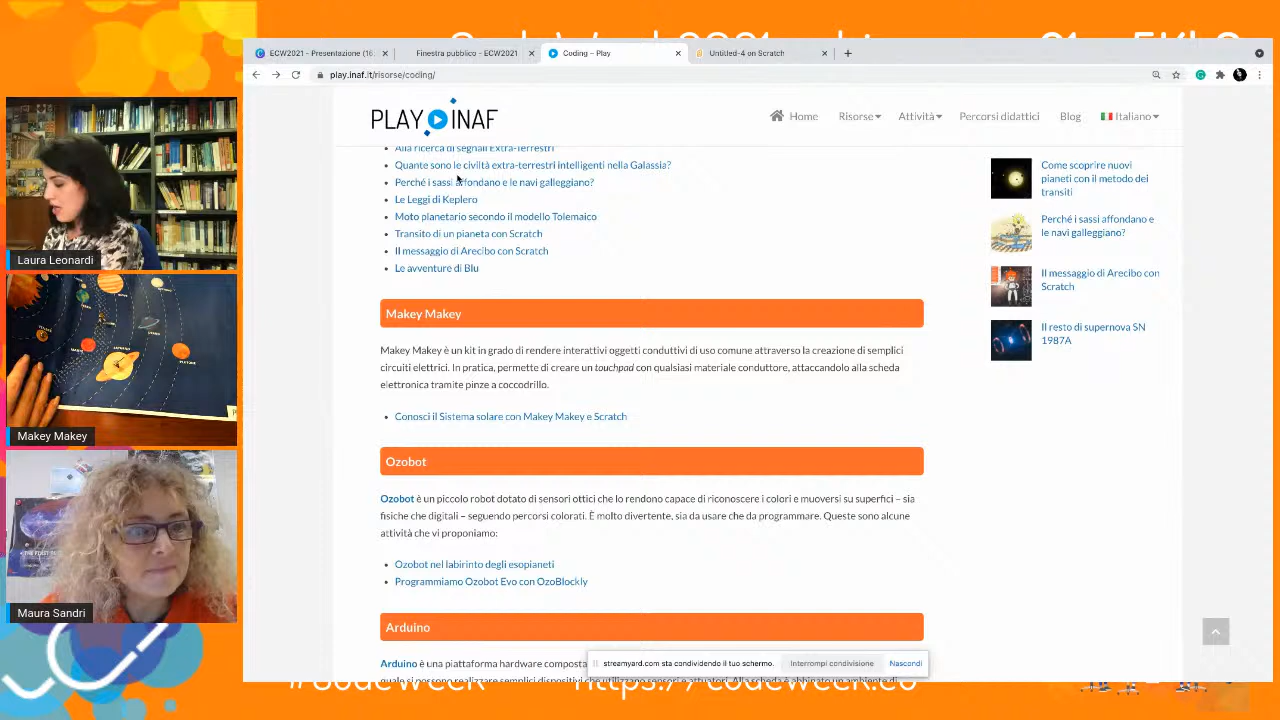 ECW2021 - Presentazione (16:
Finestra pubblico – ECW2021
Coding – Play
Untitled-4 on Scratch
play.inaf.it/risorse/coding/
PLAY INAF
Home
Risorse
Attività
Percorsi didattici
Blog
Italiano
Alla ricerca di segnali Extra-Terrestri
Quante sono le civiltà extra-terrestri intelligenti nella Galassia?
Perché i sassi affondano e le navi galleggiano?
Le Leggi di Keplero
Moto planetario secondo il modello Tolemaico
Transito di un pianeta con Scratch
Il messaggio di Arecibo con Scratch
Le avventure di Blu
Come scoprire nuovi
pianeti con il metodo dei
transiti
Perché i sassi affondano e
le navi galleggiano?
Il messaggio di Arecibo con
Scratch
Il resto di supernova SN
1987A
Makey Makey
Makey Makey è un kit in grado di rendere interattivi oggetti conduttivi di uso comune attraverso la creazione di semplici
circuiti elettrici. In pratica, permette di creare un touchpad con qualsiasi materiale conduttore, attaccandolo alla scheda
elettronica tramite pinze a coccodrillo.
Conosci il Sistema solare con Makey Makey e Scratch
Ozobot
Ozobot è un piccolo robot dotato di sensori ottici che lo rendono capace di riconoscere i colori e muoversi su superfici – sia
fisiche che digitali – seguendo percorsi colorati. È molto divertente, sia da usare che da programmare. Queste sono alcune
attività che vi proponiamo:
Ozobot nel labirinto degli esopianeti
Programmiamo Ozobot Evo con OzoBlockly
Arduino
Arduino è una piattaforma hardware composta
streamyard.com sta condividendo il tuo schermo.
Interrompi condivisione
Nascondi
Laura Leonardi
Makey Makey
Maura Sandri
#CodeWeek
https://codeweek.eu